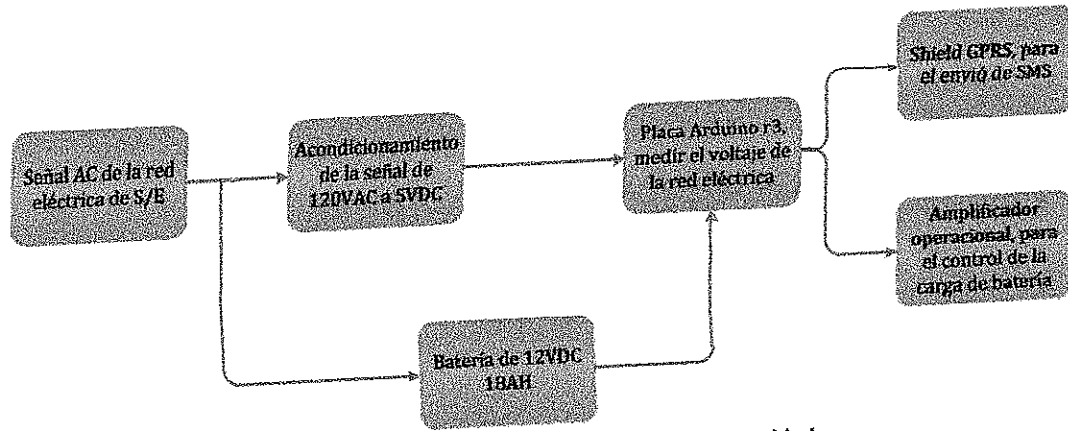 Señal AC de la red
eléctrica de S/E
Acondicionamiento
de la señal de
120VAC a 5VDC
Batería de 12VDC
18AH
Placa Arduino r3,
medir el voltaje de
la red eléctrica
Shield GPRS, para
el envió de SMS
Amplificador
operacional, para
el control de la
carga de batería